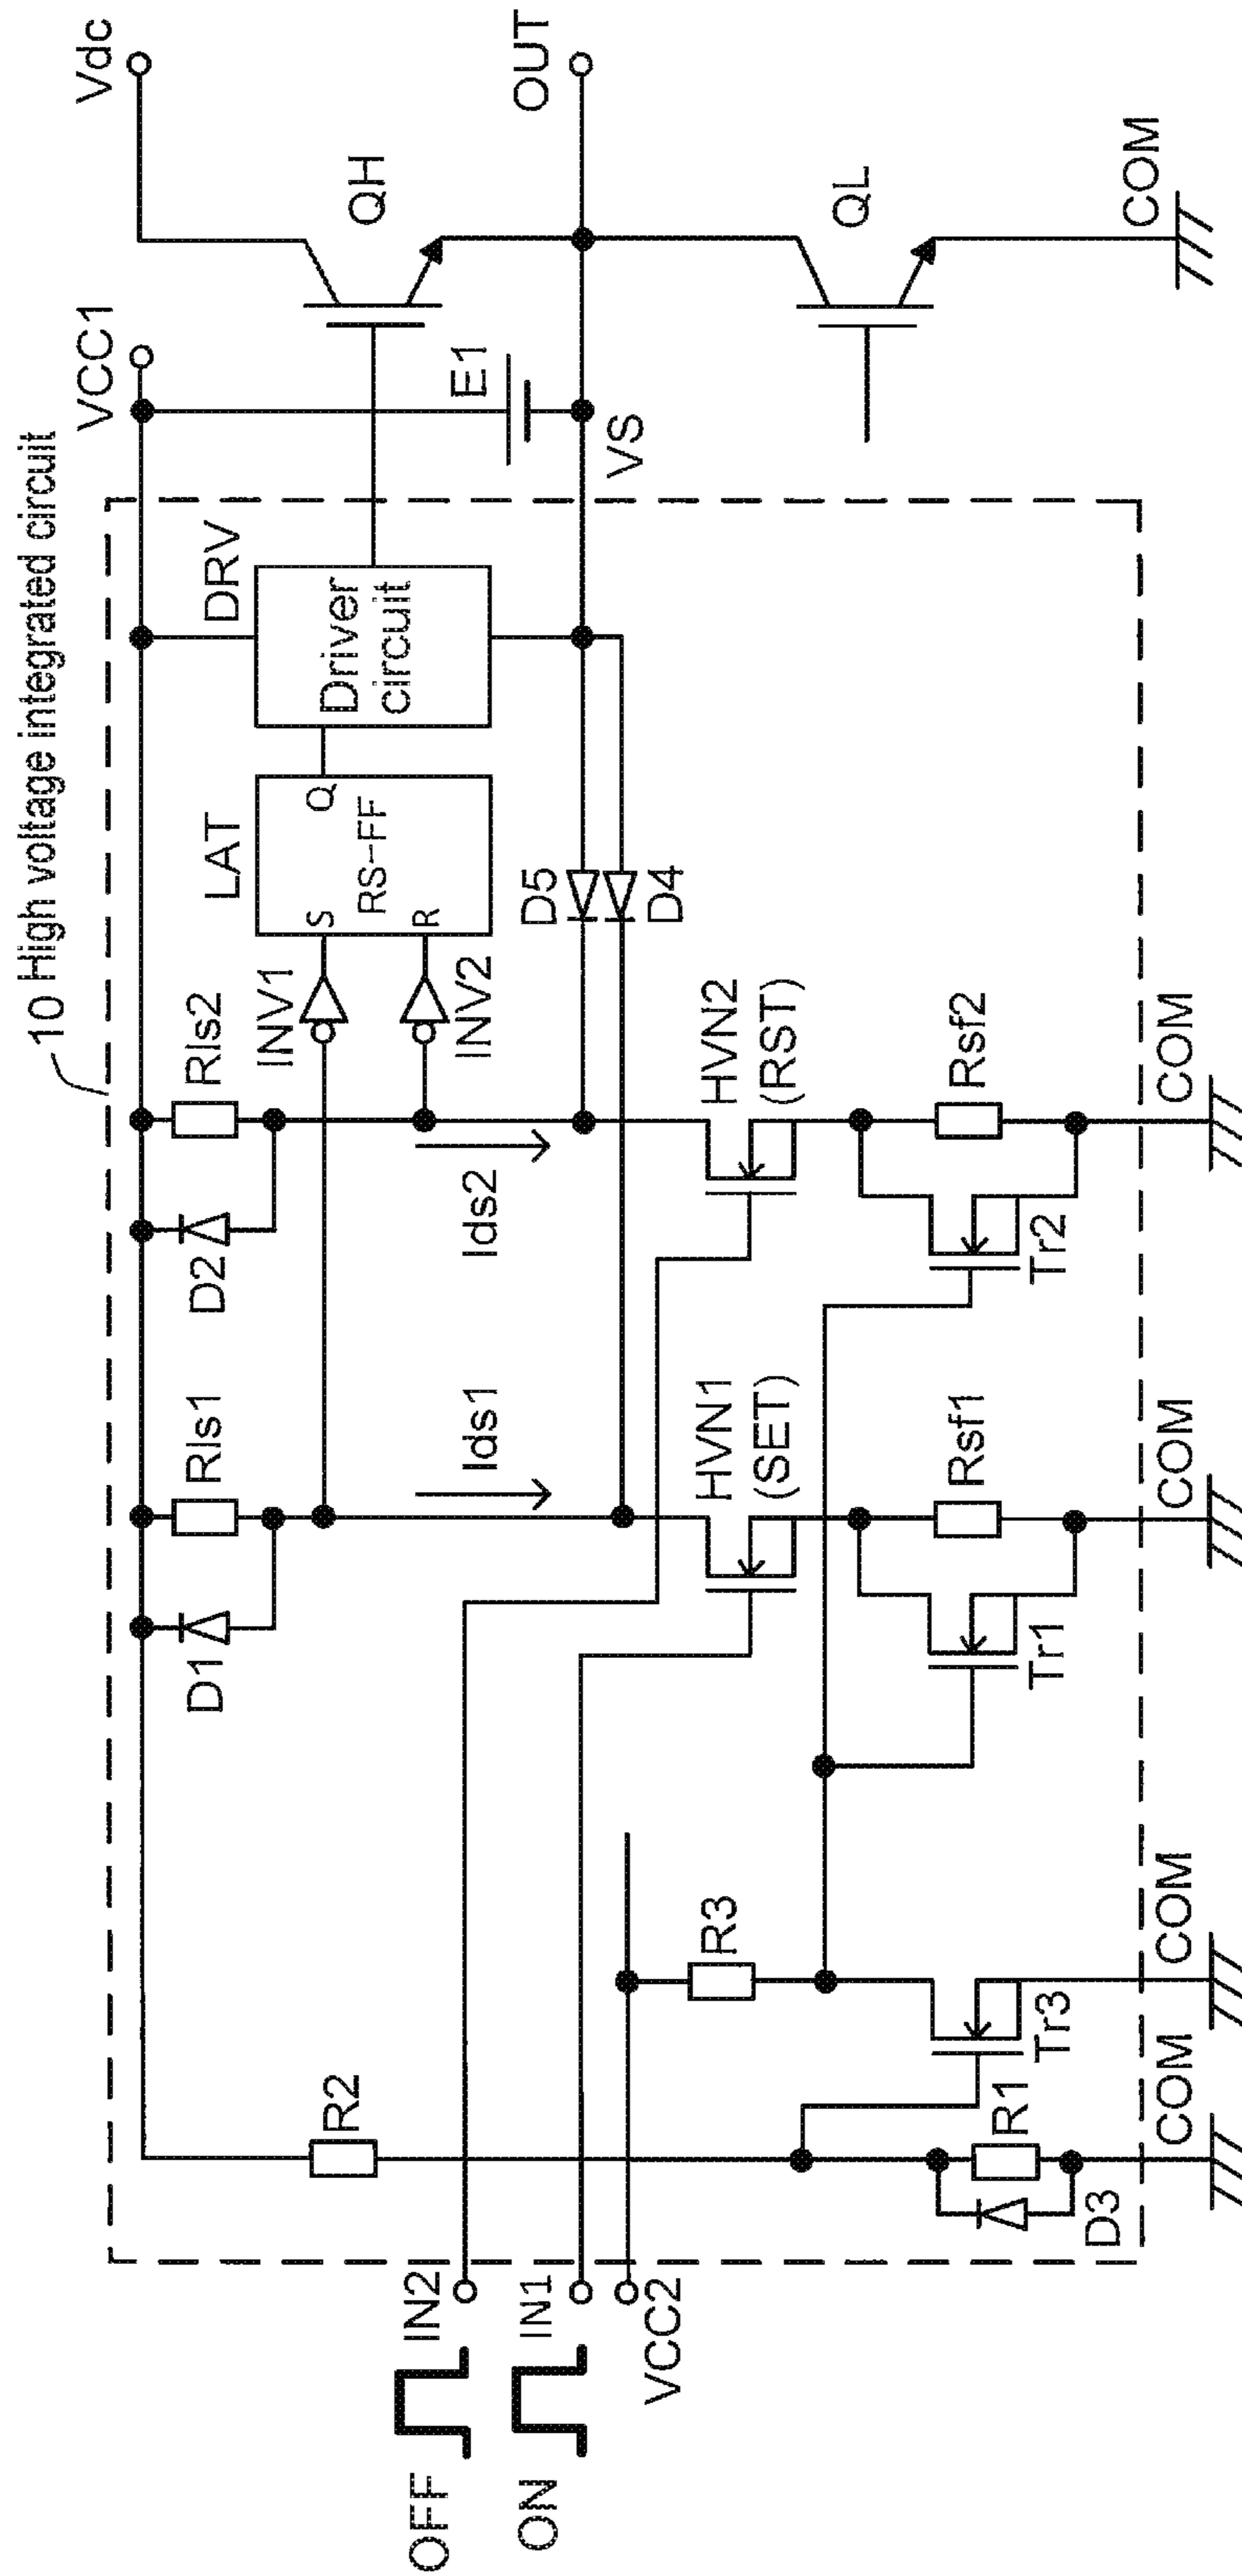 10 High voltage integrated circuit
Vdc
VCC1
QH
OUT
E1
VS
QL
COM
DRV
Driver
circuit
LAT
Q
RS-FF
S
R
INV1
INV2
D5
D4
Rls2
D2
Ids2
HVN2
(RST)
Rsf2
Tr2
COM
Rls1
D1
Ids1
HVN1
(SET)
Rsf1
Tr1
COM
R3
Tr3
COM
R2
R1
D3
COM
IN2
OFF
IN1
ON
VCC2